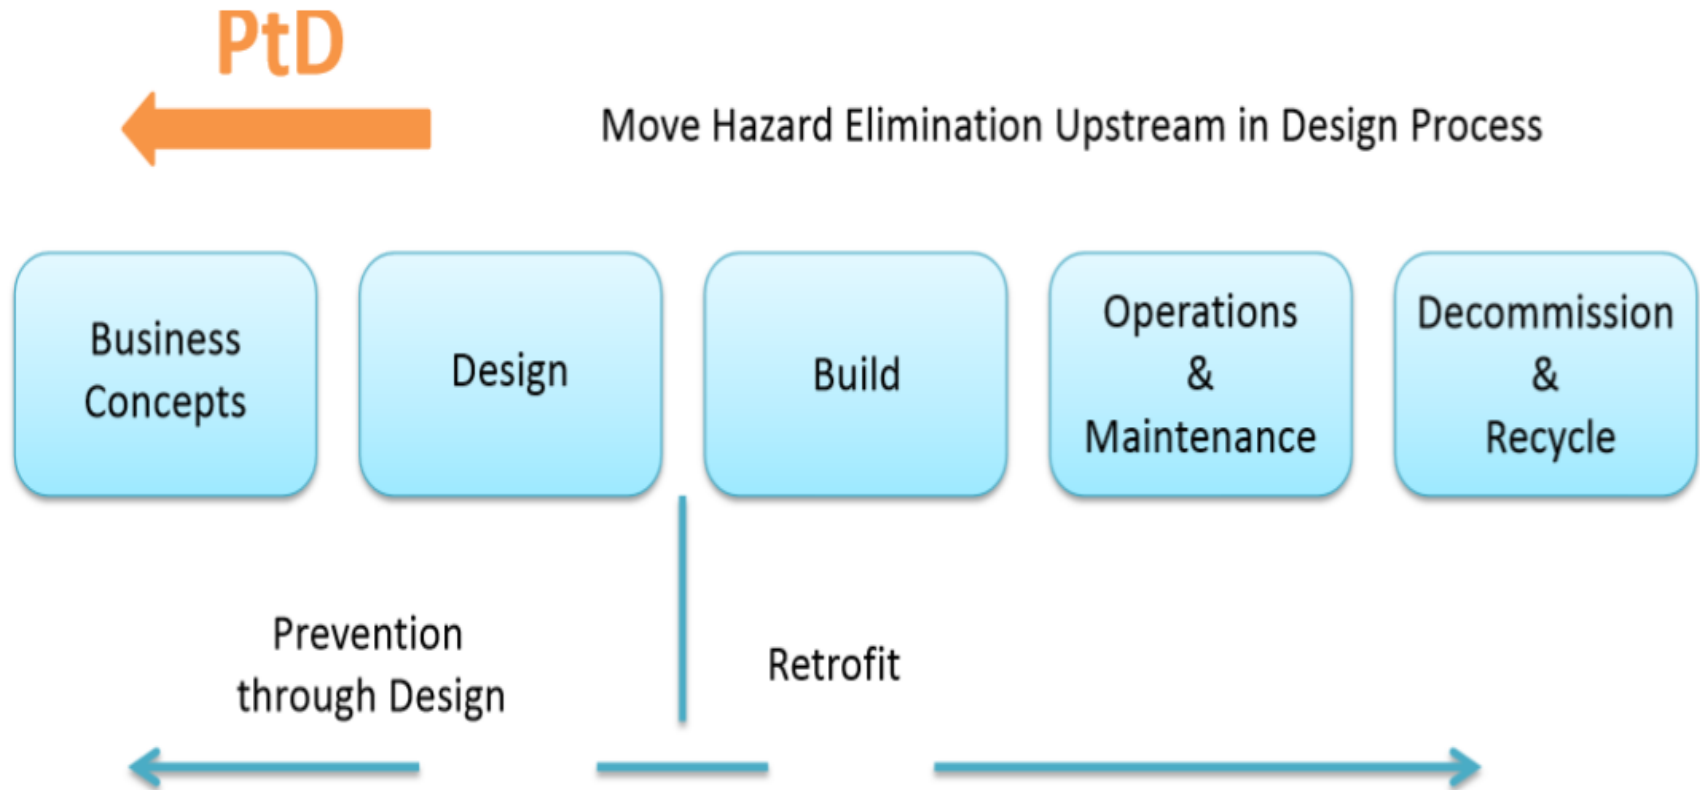 PtD
Move Hazard Elimination Upstream in Design Process
Business
Concepts
Design
Build
Operations
&
Maintenance
Decommission
&
Recycle
Prevention
through Design
Retrofit